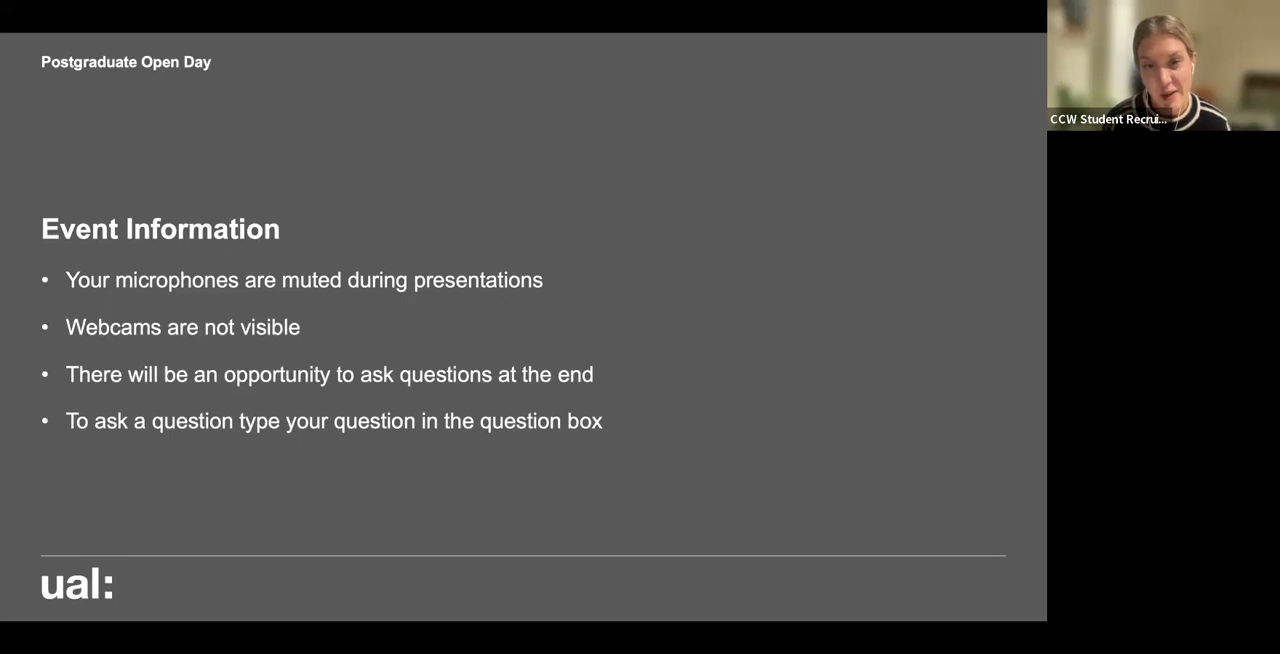 Postgraduate Open Day
CCW Student Recrui...
Event Information
• Your microphones are muted during presentations
• Webcams are not visible
• There will be an opportunity to ask questions at the end
• To ask a question type your question in the question box
ual: